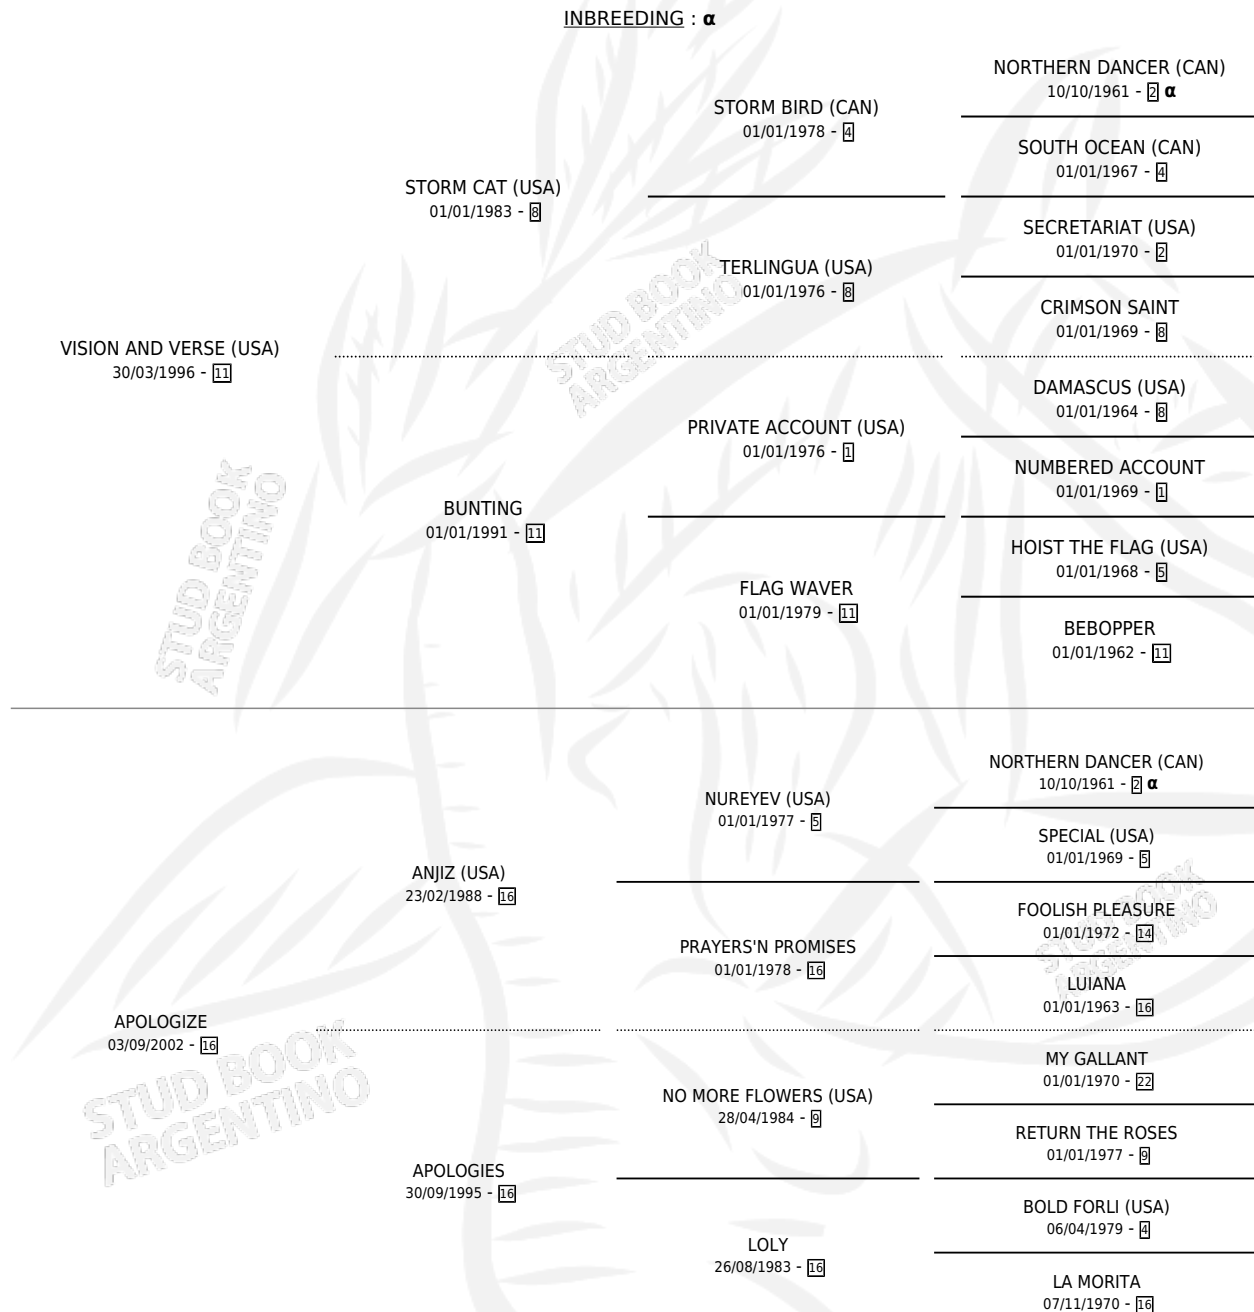 INBREEDING : α
NORTHERN DANCER (CAN)
10/10/1961 - 2 α
STORM BIRD (CAN)
01/01/1978 - 4
SOUTH OCEAN (CAN)
01/01/1967 - 4
STORM CAT (USA)
01/01/1983 - 8
SECRETARIAT (USA)
01/01/1970 - 2
TERLINGUA (USA)
01/01/1976 - 8
CRIMSON SAINT
01/01/1969 - 8
VISION AND VERSE (USA)
30/03/1996 - 11
DAMASCUS (USA)
01/01/1964 - 8
PRIVATE ACCOUNT (USA)
01/01/1976 - 1
NUMBERED ACCOUNT
01/01/1969 - 1
BUNTING
01/01/1991 - 11
HOIST THE FLAG (USA)
01/01/1968 - 5
FLAG WAVER
01/01/1979 - 11
BEBOPPER
01/01/1962 - 11
NORTHERN DANCER (CAN)
10/10/1961 - 2 α
NUREYEV (USA)
01/01/1977 - 5
SPECIAL (USA)
01/01/1969 - 5
ANJIZ (USA)
23/02/1988 - 16
FOOLISH PLEASURE
01/01/1972 - 14
PRAYERS'N PROMISES
01/01/1978 - 16
LUIANA
01/01/1963 - 16
APOLOGIZE
03/09/2002 - 16
MY GALLANT
01/01/1970 - 22
NO MORE FLOWERS (USA)
28/04/1984 - 9
RETURN THE ROSES
01/01/1977 - 9
APOLOGIES
30/09/1995 - 16
BOLD FORLI (USA)
06/04/1979 - 4
LOLY
26/08/1983 - 16
LA MORITA
07/11/1970 - 16
STUD BOOK
ARGENTINO
STUD BOOK
ARGENTINO
STUD BOOK
ARGENTINO
STUD BOOK
ARGENTINO